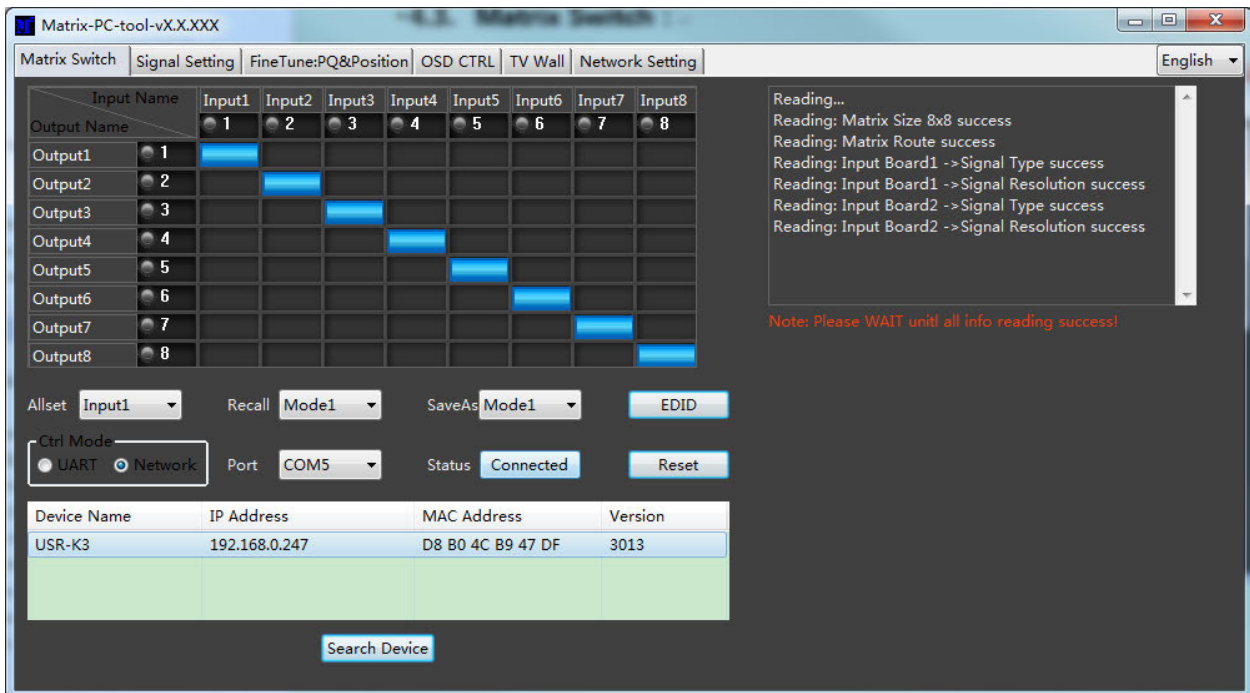 4.3. Matrix Switch :
Matrix-PC-tool-vX.X.XXX
Matrix Switch Signal Setting FineTune:PQ&Position OSD CTRL TV Wall Network Setting English
Input Name Input1 Input2 Input3 Input4 Input5 Input6 Input7 Input8
Output Name 1 2 3 4 5 6 7 8
Output1 1
Output2 2
Output3 3
Output4 4
Output5 5
Output6 6
Output7 7
Output8 8
Allset Input1 Recall Mode1 SaveAs Mode1 EDID
Ctrl Mode
UART Network Port COM5 Status Connected Reset
Device Name IP Address MAC Address Version
USR-K3 192.168.0.247 D8 B0 4C B9 47 DF 3013
Search Device
Reading...
Reading: Matrix Size 8x8 success
Reading: Matrix Route success
Reading: Input Board1 ->Signal Type success
Reading: Input Board1 ->Signal Resolution success
Reading: Input Board2 ->Signal Type success
Reading: Input Board2 ->Signal Resolution success
Note: Please WAIT unitl all info reading success!